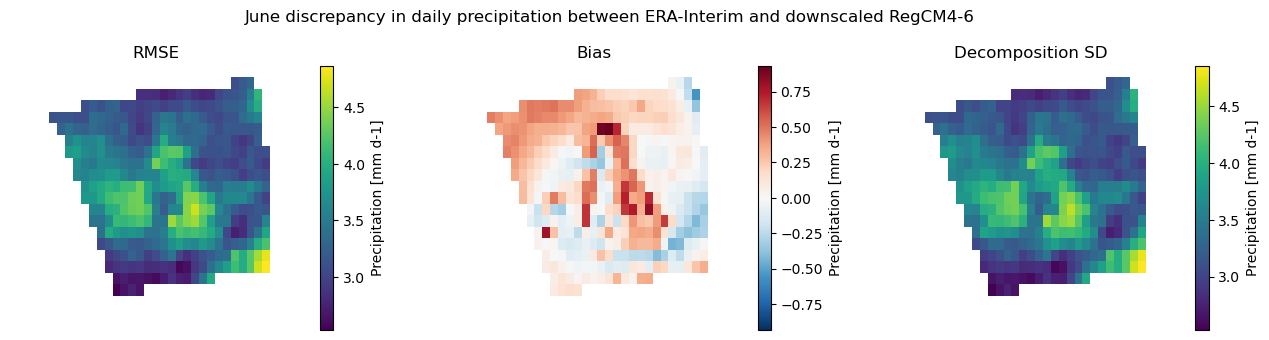 June discrepancy in daily precipitation between ERA-Interim and downscaled RegCM4-6
RMSE
4.5
4.0
3.5
3.0
Precipitation [mm d-1]
Bias
0.75
0.50
0.25
0.00
−0.25
−0.50
−0.75
Precipitation [mm d-1]
Decomposition SD
4.5
4.0
3.5
3.0
Precipitation [mm d-1]